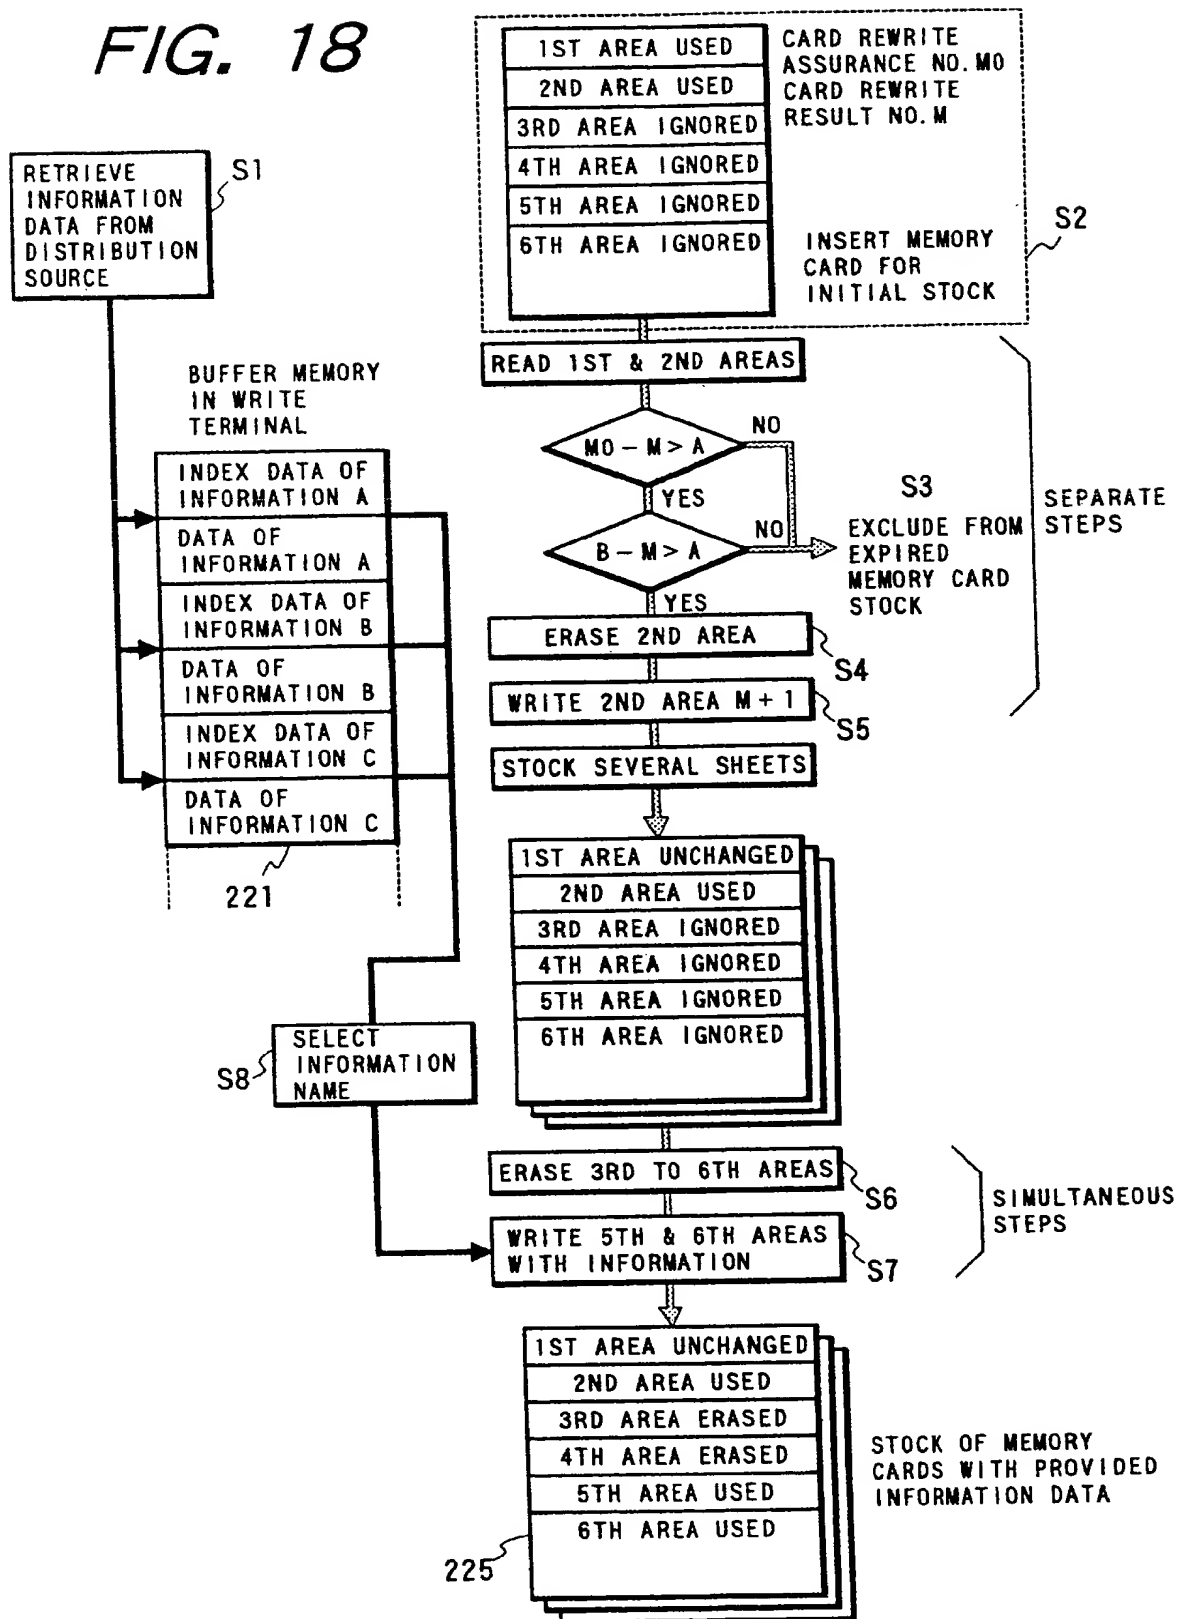 FIG. 18
1ST AREA USED
2ND AREA USED
3RD AREA IGNORED
4TH AREA IGNORED
5TH AREA IGNORED
6TH AREA IGNORED
CARD REWRITE
ASSURANCE NO. M0
CARD REWRITE
RESULT NO. M
INSERT MEMORY
CARD FOR
INITIAL STOCK
S2
RETRIEVE
INFORMATION
DATA FROM
DISTRIBUTION
SOURCE
S1
READ 1ST & 2ND AREAS
M0 - M > A
NO
YES
B - M > A
NO
YES
S3
EXCLUDE FROM
EXPIRED
MEMORY CARD
STOCK
SEPARATE
STEPS
BUFFER MEMORY
IN WRITE
TERMINAL
INDEX DATA OF
INFORMATION A
DATA OF
INFORMATION A
INDEX DATA OF
INFORMATION B
DATA OF
INFORMATION B
INDEX DATA OF
INFORMATION C
DATA OF
INFORMATION C
221
ERASE 2ND AREA
S4
WRITE 2ND AREA M + 1
S5
STOCK SEVERAL SHEETS
1ST AREA UNCHANGED
2ND AREA USED
3RD AREA IGNORED
4TH AREA IGNORED
5TH AREA IGNORED
6TH AREA IGNORED
SELECT
INFORMATION
NAME
S8
ERASE 3RD TO 6TH AREAS
S6
WRITE 5TH & 6TH AREAS
WITH INFORMATION
S7
SIMULTANEOUS
STEPS
1ST AREA UNCHANGED
2ND AREA USED
3RD AREA ERASED
4TH AREA ERASED
5TH AREA USED
6TH AREA USED
225
STOCK OF MEMORY
CARDS WITH PROVIDED
INFORMATION DATA